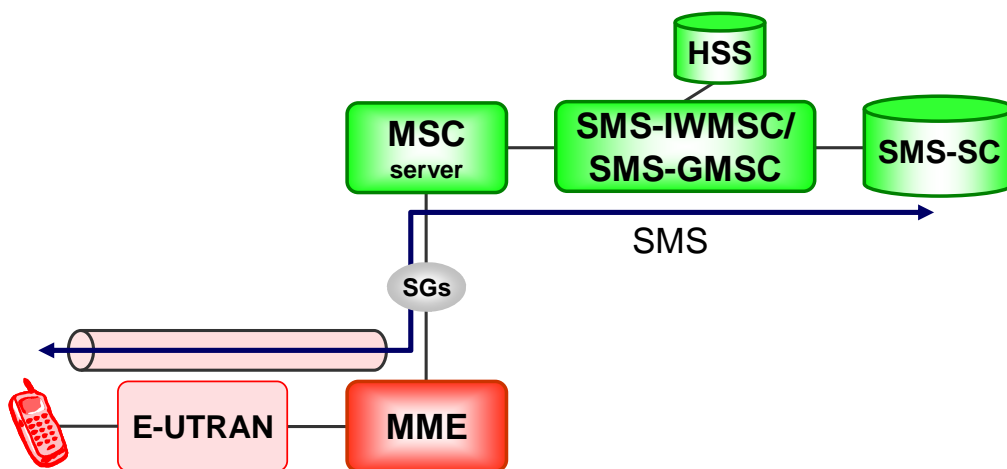 HSS
MSC
server
SMS-IWMSC/
SMS-GMSC
SMS-SC
SMS
SGs
E-UTRAN
MME